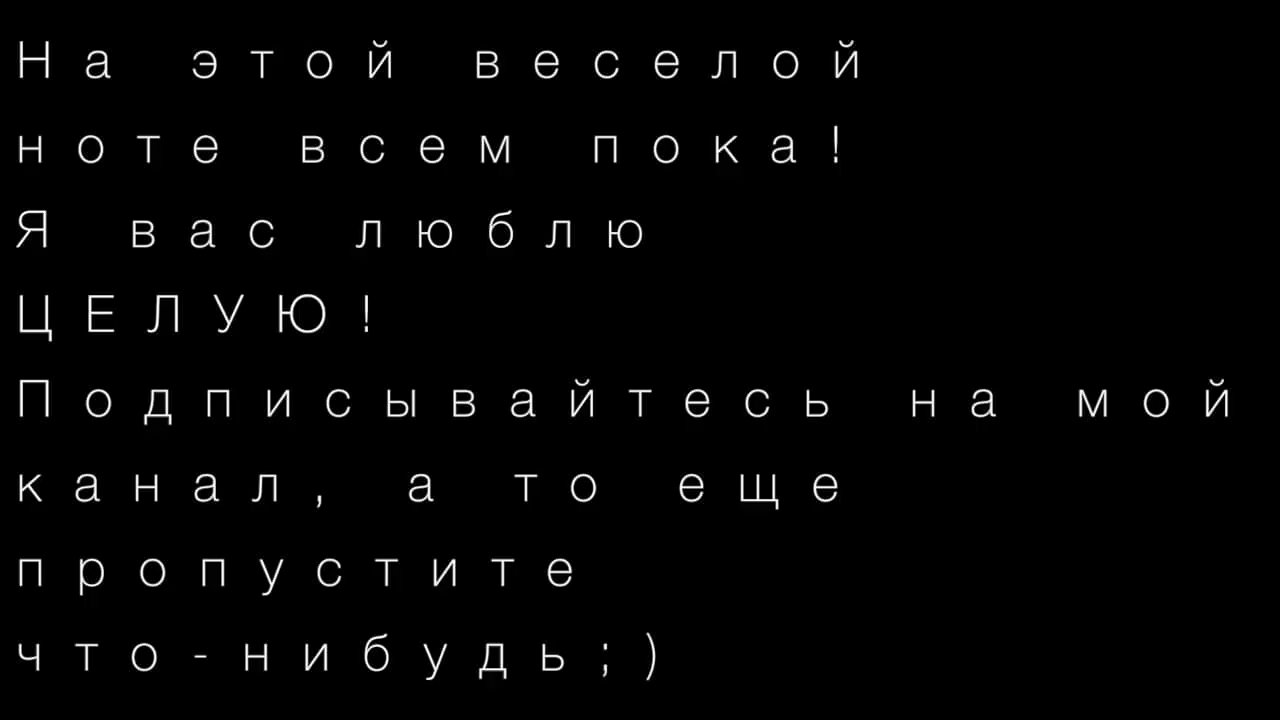 На этой веселой
ноте всем пока!
Я вас люблю
ЦЕЛУЮ!
Подписывайтесь на мой
канал, а то еще
пропустите
что-нибудь;)